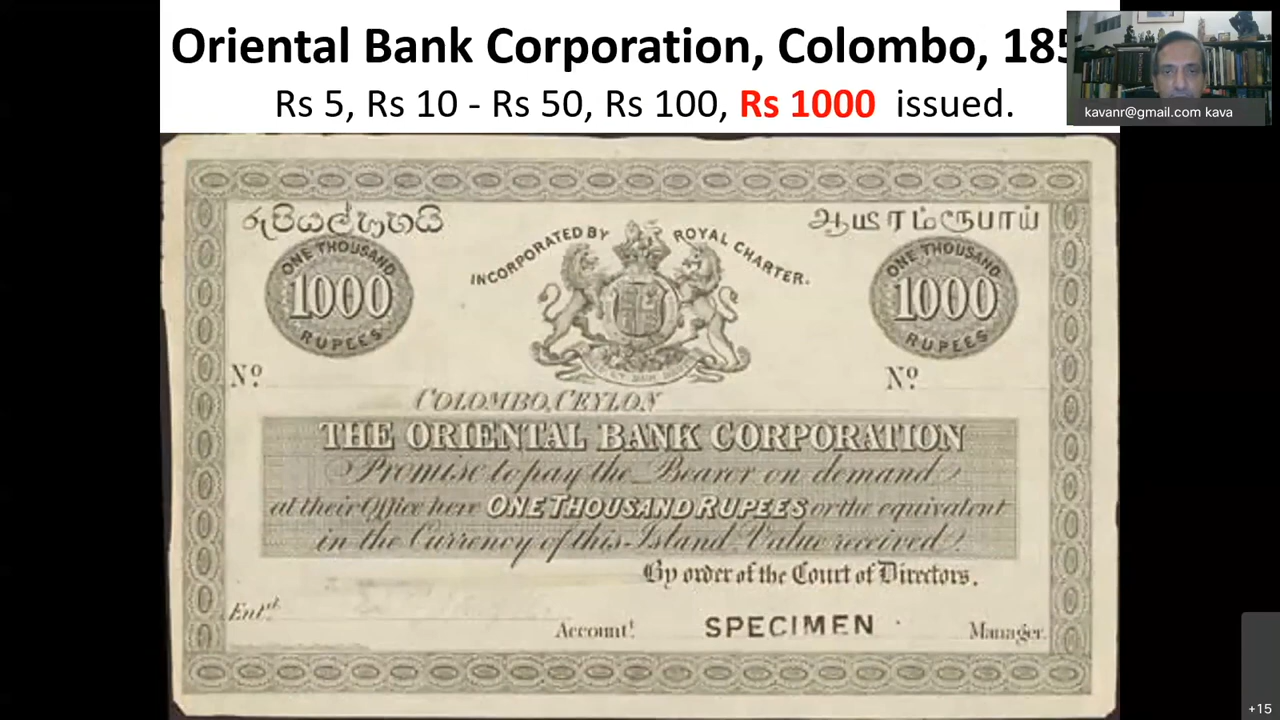 Oriental Bank Corporation, Colombo, 185
kavanr@gmail.com kava
Rs 5, Rs 10 - Rs 50, Rs 100, Rs 1000 issued.
ஆயிரம் ரூபாய்
INCORPORATED BY ROYAL CHARTER.
ONE THOUSAND
1000
RUPEES
ONE THOUSAND
1000
RUPEES
No.
No.
COLOMBO, CEYLON
THE ORIENTAL BANK CORPORATION
Promise to pay the Bearer on demand
at their Office here ONE THOUSAND RUPEES or the equivalent
in the Currency of this Island Value received.
By order of the Court of Directors.
Entd.
Accountt.
SPECIMEN
Manager.
+15